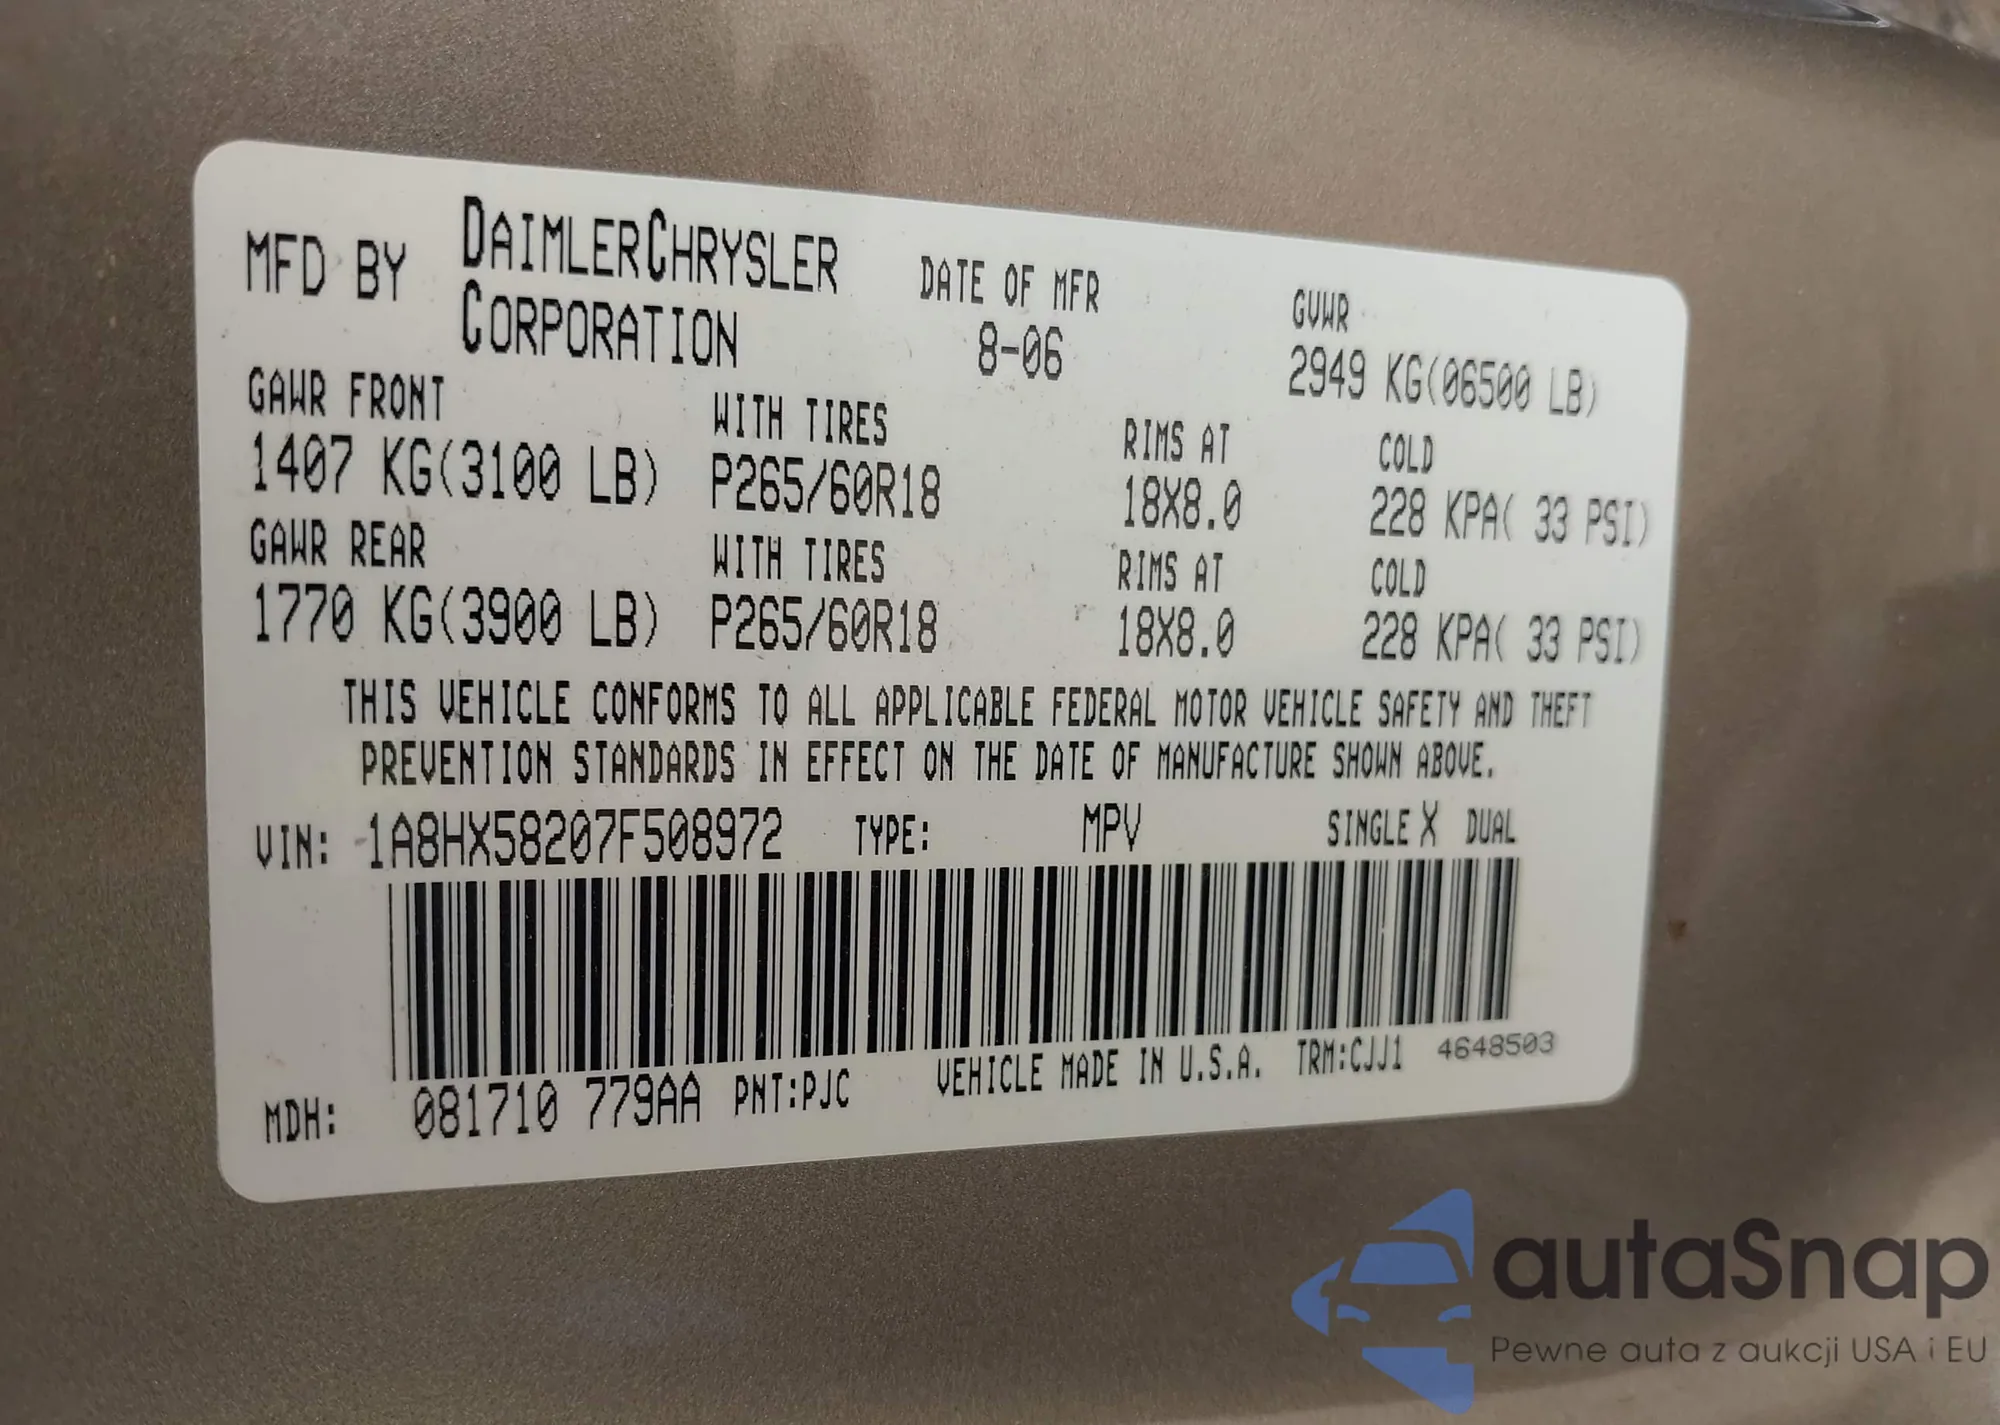 MFD BY DAIMLERCHRYSLER CORPORATION DATE OF MFR 8-06 GVWR 2949 KG(06500 LB)
GAWR FRONT WITH TIRES RIMS AT COLD
1407 KG(3100 LB) P265/60R18 18X8.0 228 KPA( 33 PSI)
GAWR REAR WITH TIRES RIMS AT COLD
1770 KG(3900 LB) P265/60R18 18X8.0 228 KPA( 33 PSI)
THIS VEHICLE CONFORMS TO ALL APPLICABLE FEDERAL MOTOR VEHICLE SAFETY AND THEFT
PREVENTION STANDARDS IN EFFECT ON THE DATE OF MANUFACTURE SHOWN ABOVE.
VIN: 1A8HX58207F508972 TYPE: MPV SINGLE X DUAL
MDH: 081710 779AA PNT:PJC VEHICLE MADE IN U.S.A. TRM:CJJ1 4648503
autaSnap
Pewne auta z aukcji USA i EU